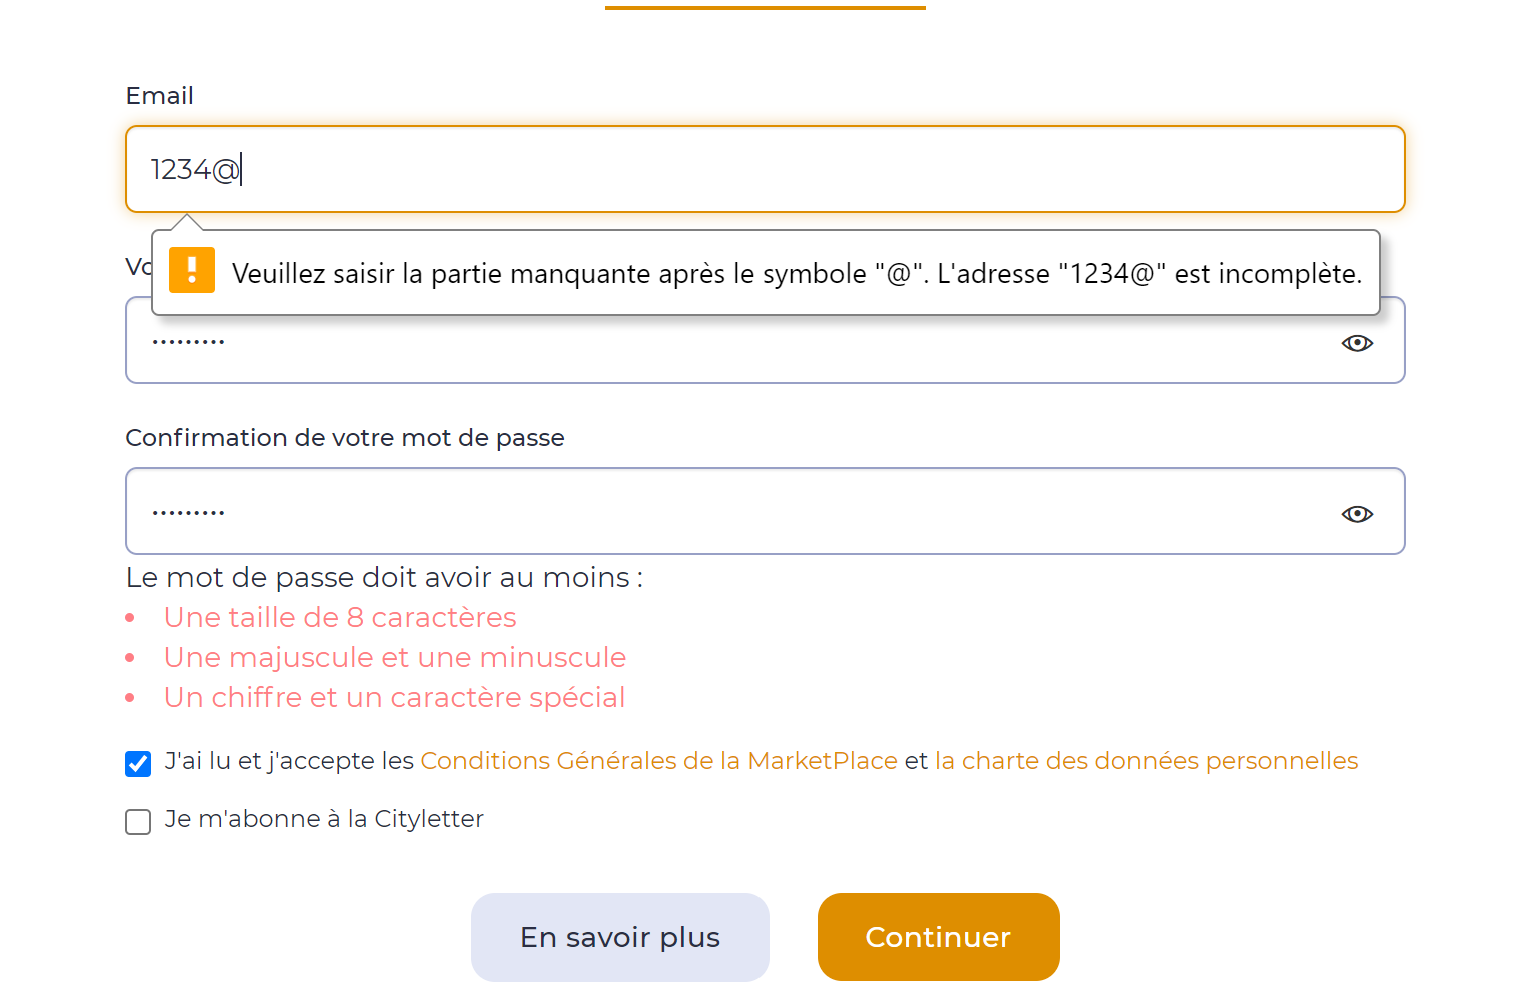 Email
1234@
Veuillez saisir la partie manquante après le symbole "@". L'adresse "1234@" est incomplète.
•••••••••
Confirmation de votre mot de passe
•••••••••
Le mot de passe doit avoir au moins :
• Une taille de 8 caractères
• Une majuscule et une minuscule
• Un chiffre et un caractère spécial
J'ai lu et j'accepte les Conditions Générales de la MarketPlace et la charte des données personnelles
Je m'abonne à la Cityletter
En savoir plus
Continuer